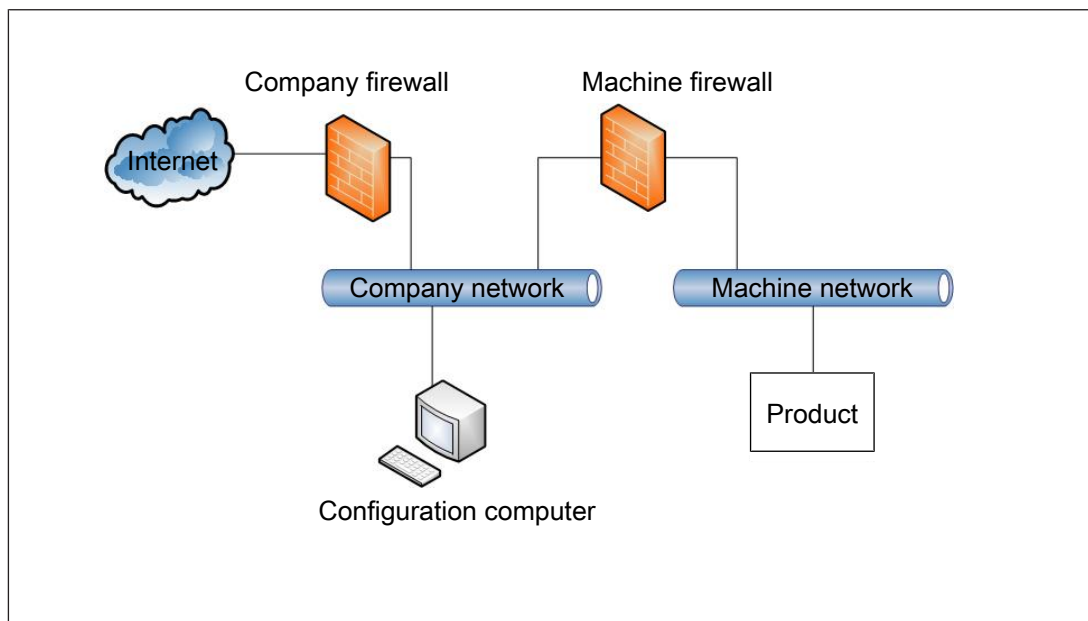 Company firewall
Machine firewall
Internet
Company network
Machine network
Product
Configuration computer